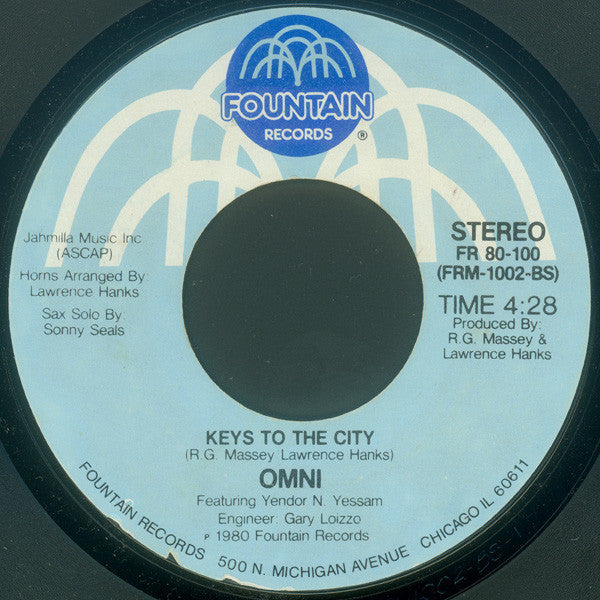 FOUNTAIN
RECORDS
®
Jahmilla Music Inc
(ASCAP)
Horns Arranged By
Lawrence Hanks
Sax Solo By
Sonny Seals
STEREO
FR 80-100
(FRM-1002-BS)
TIME 4:28
Produced By:
R.G. Massey &
Lawrence Hanks
KEYS TO THE CITY
(R.G. Massey Lawrence Hanks)
OMNI
Featuring Yendor N. Yessam
Engineer: Gary Loizzo
P 1980 Fountain Records
FOUNTAIN RECORDS 500 N. MICHIGAN AVENUE CHICAGO IL 60611